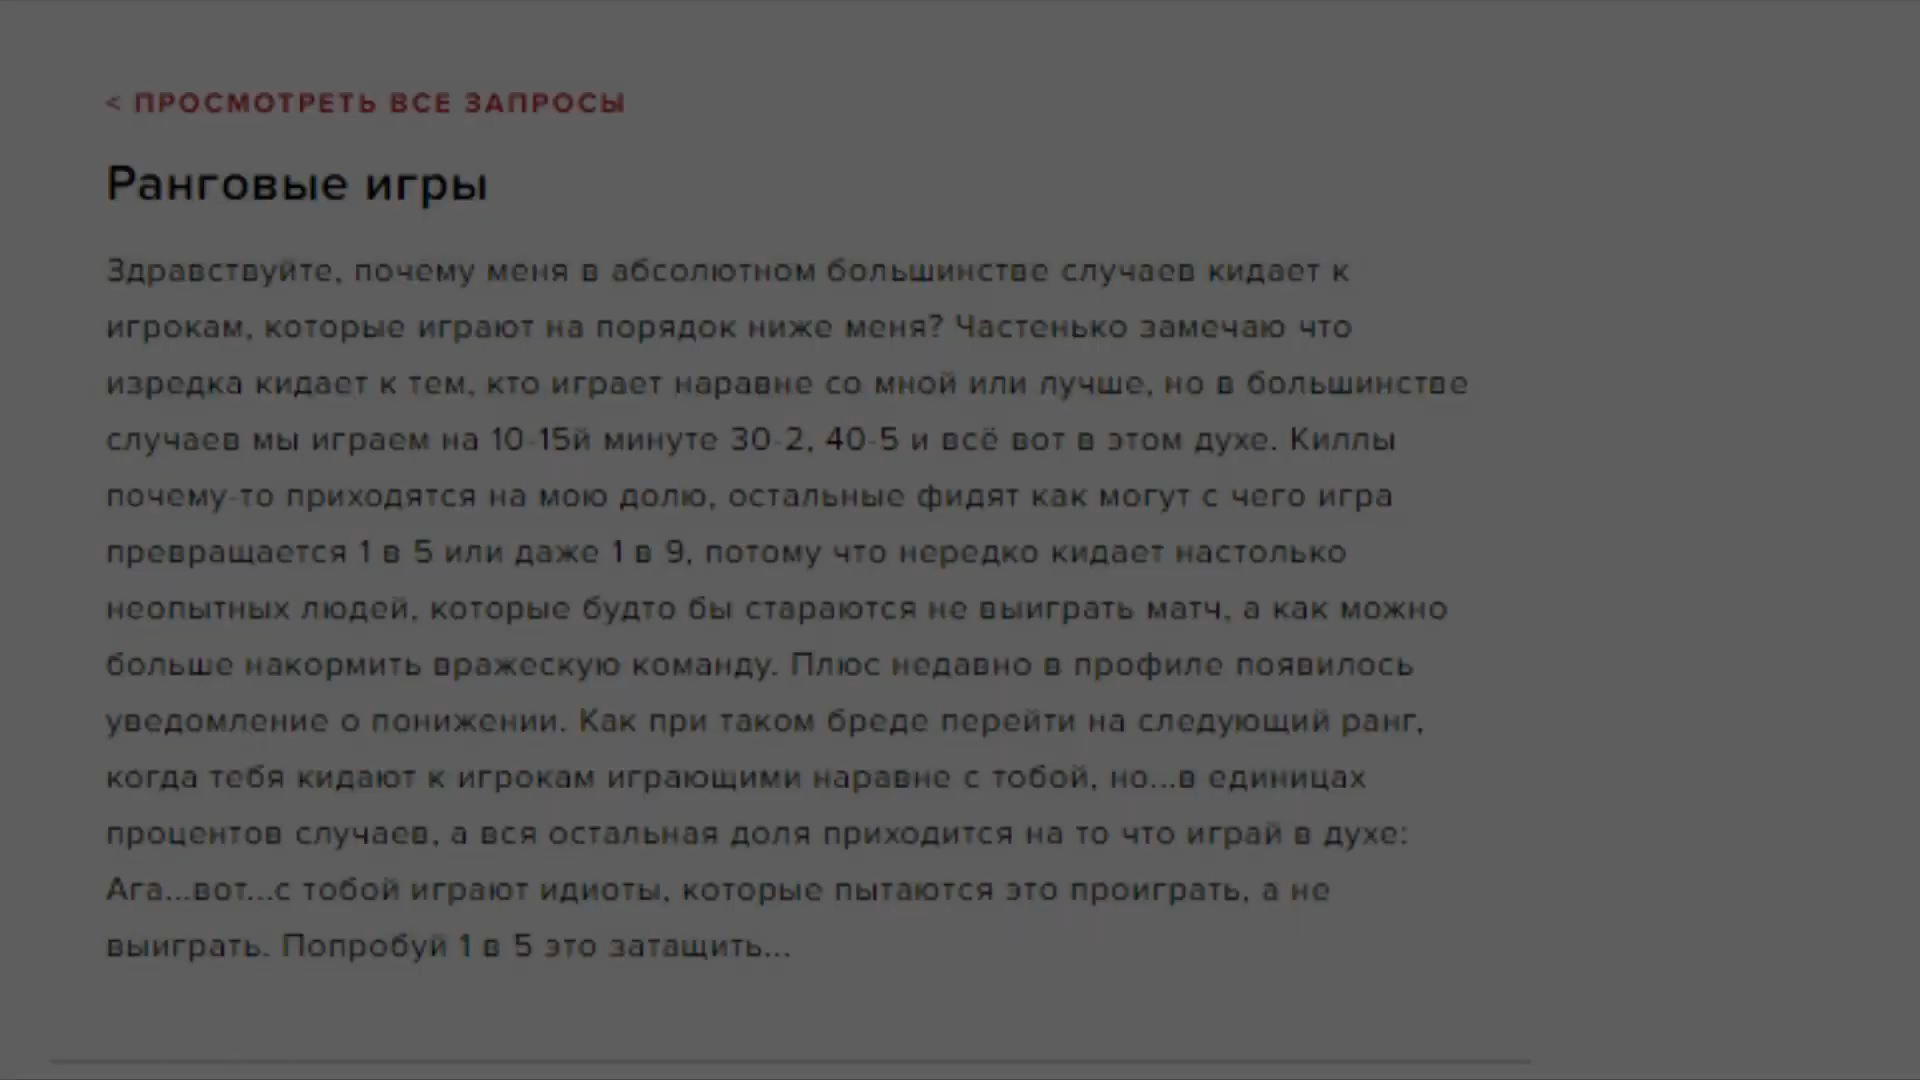 < ПРОСМОТРЕТЬ ВСЕ ЗАПРОСЫ
Ранговые игры
Здравствуйте, почему меня в абсолютном большинстве случаев кидает к
игрокам, которые играют на порядок ниже меня? Частенько замечаю что
изредка кидает к тем, кто играет наравне со мной или лучше, но в большинстве
случаев мы играем на 10-15й минуте 30-2, 40-5 и всё вот в этом духе. Киллы
почему-то приходятся на мою долю, остальные фидят как могут с чего игра
превращается 1 в 5 или даже 1 в 9, потому что нередко кидает настолько
неопытных людей, которые будто бы стараются не выиграть матч, а как можно
больше накормить вражескую команду. Плюс недавно в профиле появилось
уведомление о понижении. Как при таком бреде перейти на следующий ранг,
когда тебя кидают к игрокам играющими наравне с тобой, но...в единицах
процентов случаев, а вся остальная доля приходится на то что играй в духе:
Ага...вот...с тобой играют идиоты, которые пытаются это проиграть, а не
выиграть. Попробуй 1 в 5 это затащить...